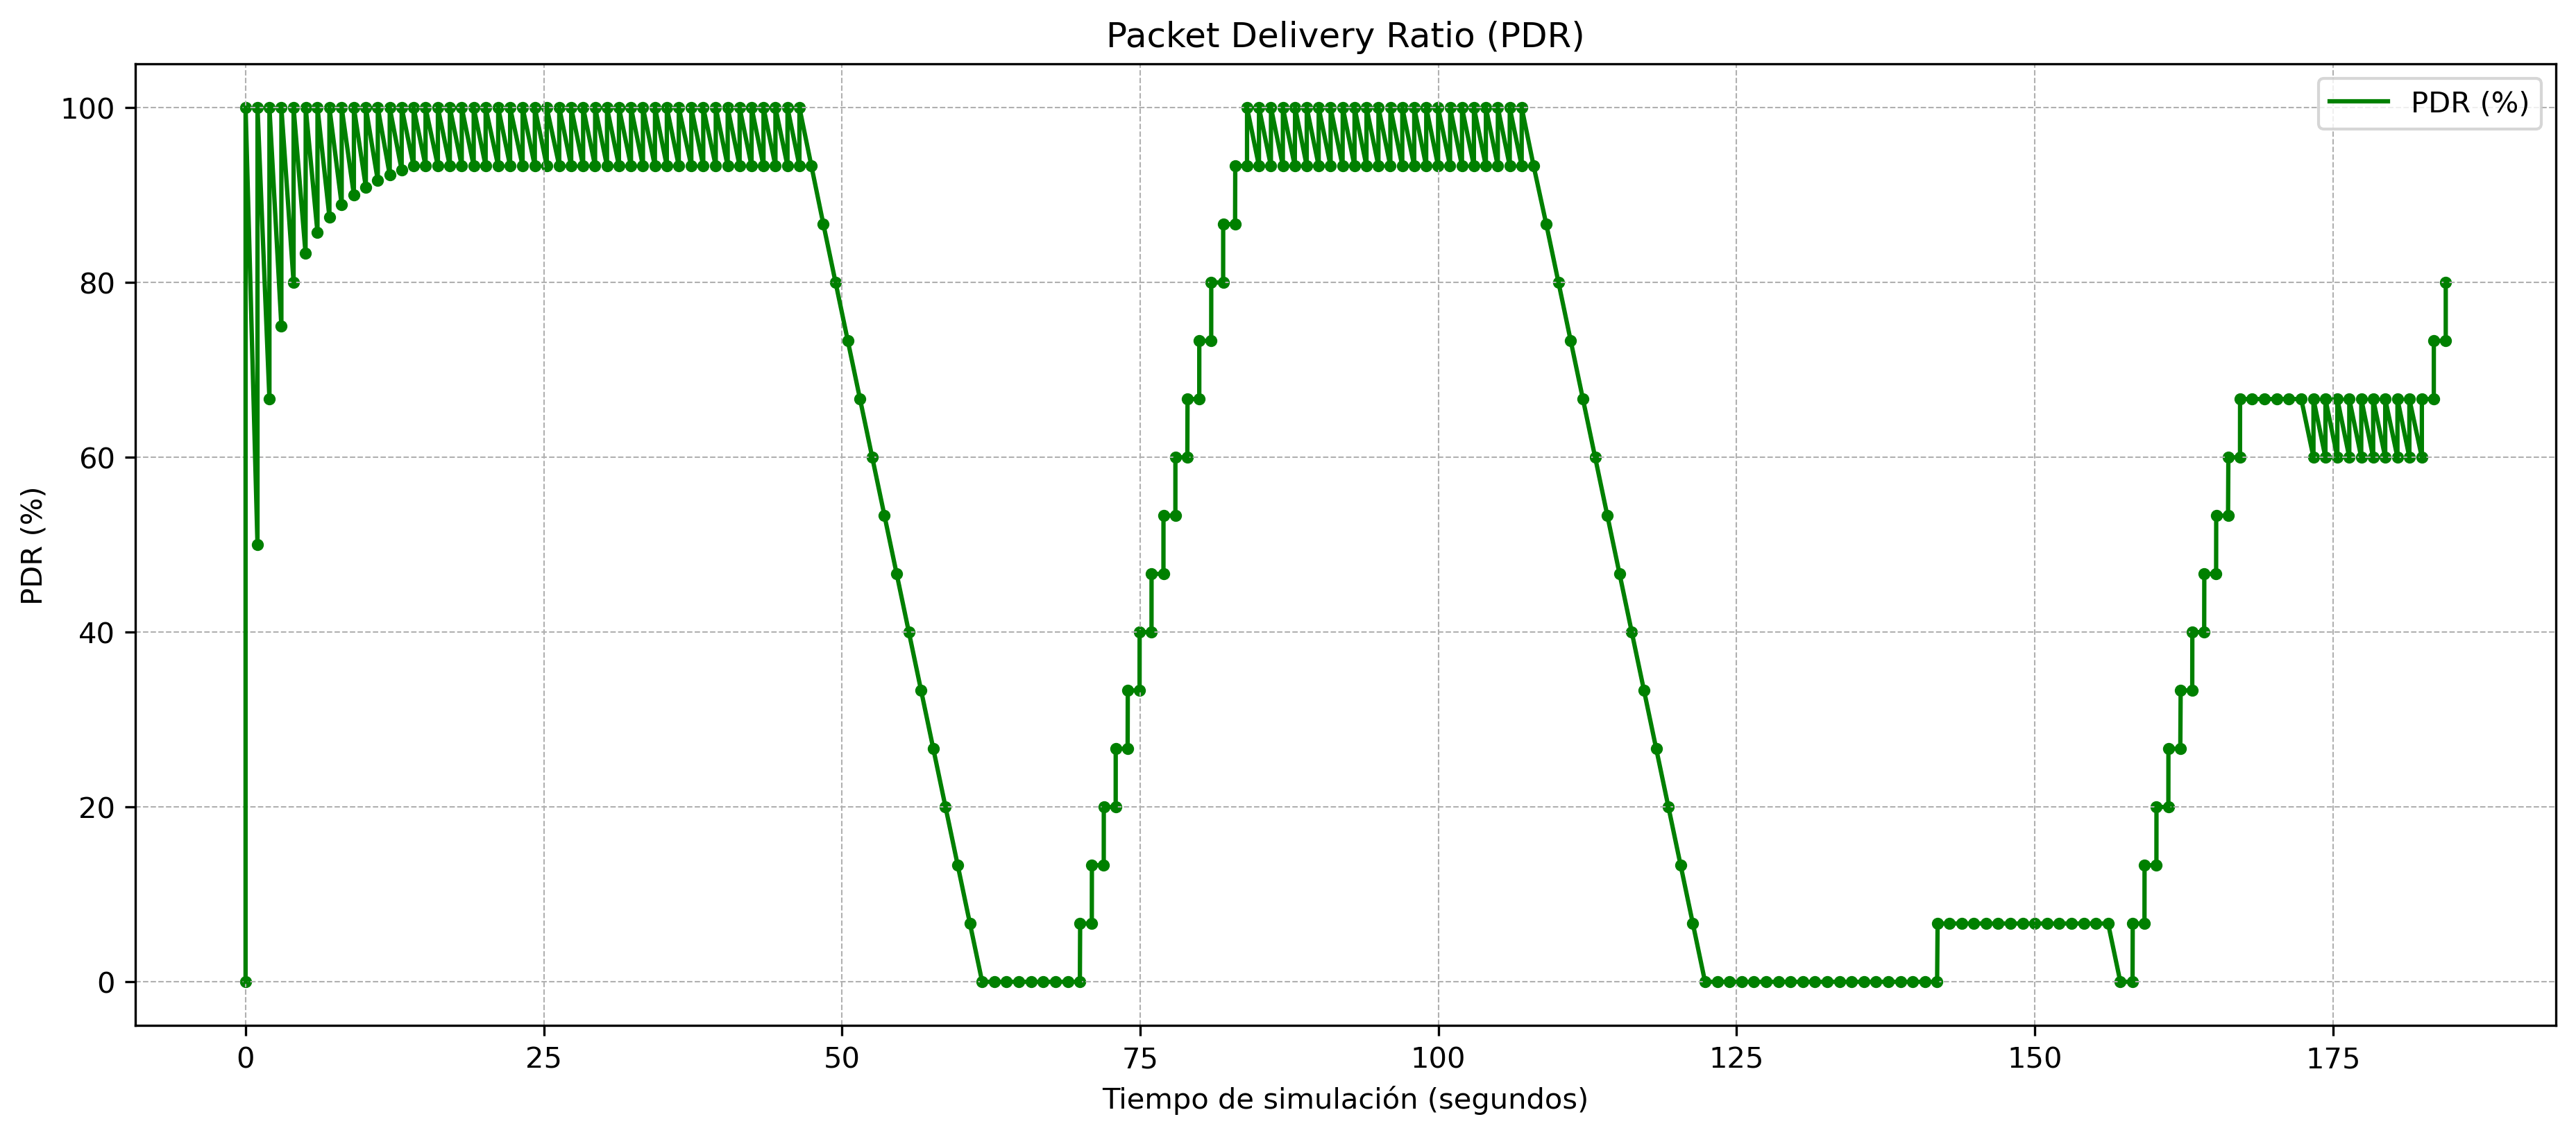 Packet Delivery Ratio (PDR)
PDR (%)
100
80
60
40
20
0
PDR (%)
0 25 50 75 100 125 150 175
Tiempo de simulación (segundos)